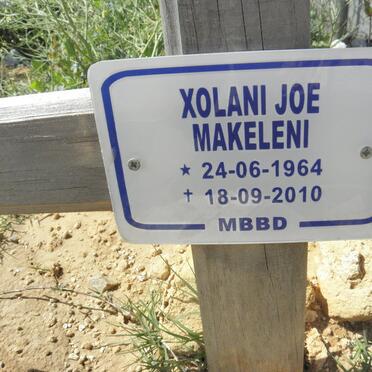 XOLANI JOE
MAKELENI
★ 24-06-1964
✝ 18-09-2010
MBBD